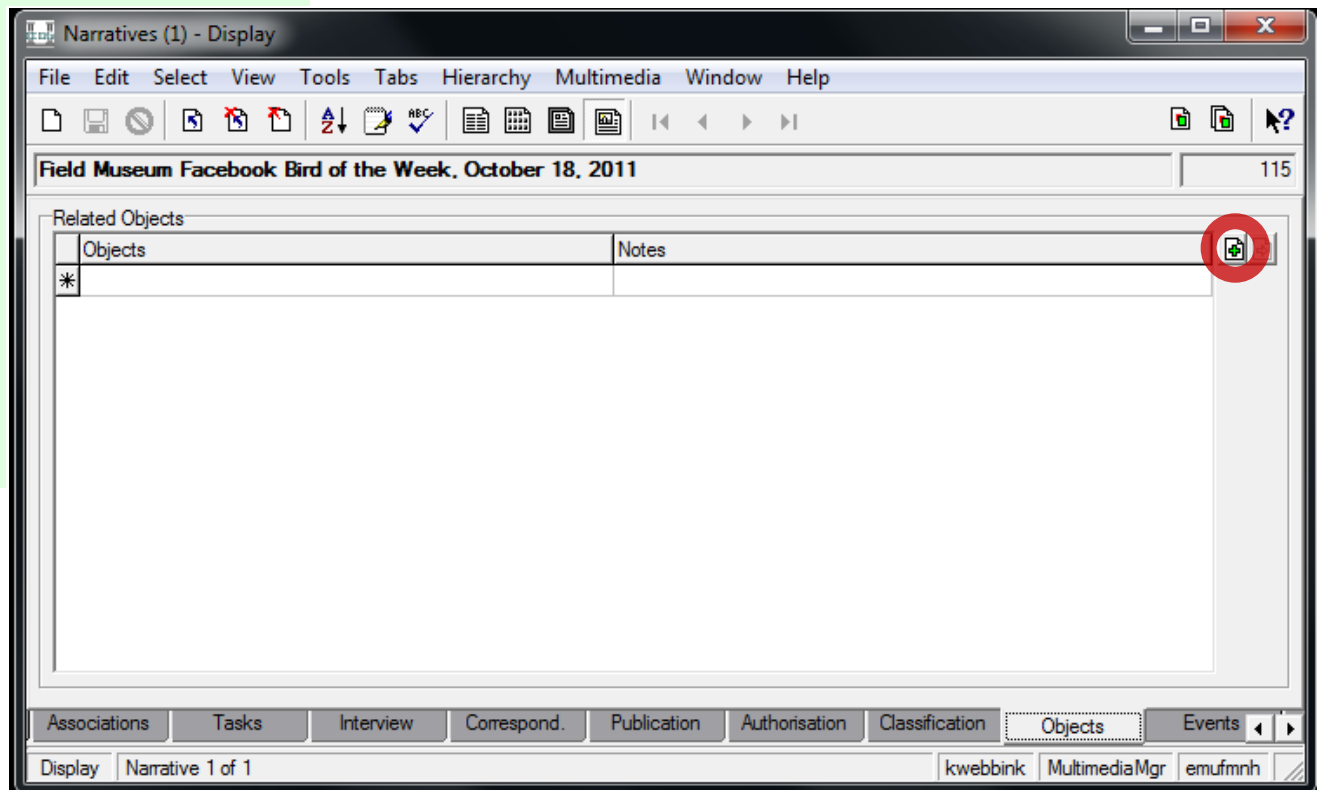 Narratives (1) - Display
File Edit Select View Tools Tabs Hierarchy Multimedia Window Help
Field Museum Facebook Bird of the Week, October 18, 2011 115
Related Objects
Objects Notes
Associations Tasks Interview Correspond. Publication Authorisation Classification Objects Events
Display Narrative 1 of 1 kwebbink MultimediaMgr emufmnh